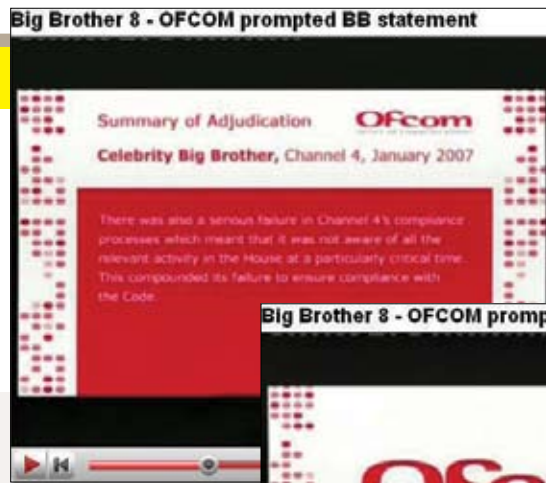 Big Brother 8 - OFCOM prompted BB statement
Summary of Adjudication
Ofcom
Celebrity Big Brother, Channel 4, January 2007
There was also a serious failure in Channel 4's compliance
processes which meant that it was not aware of all the
relevant activity in the House at a particularly critical time.
This compounded its failure to ensure compliance with
the Code.
Big Brother 8 - OFCOM promp
Ofc